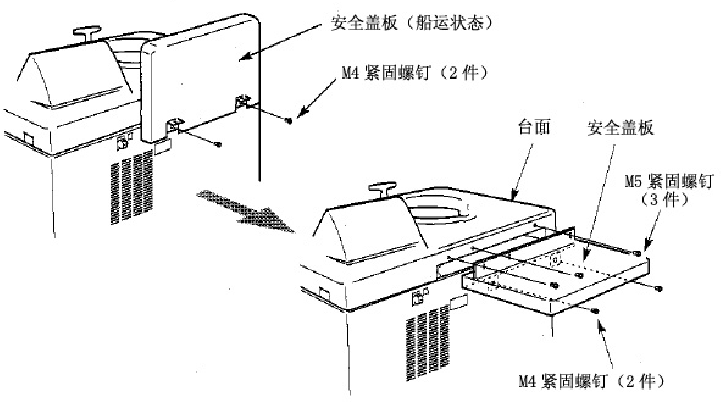 安全盖板（船运状态）
M4 紧固螺钉（2 件）
台面
安全盖板
M5 紧固螺钉
（3 件）
M4 紧固螺钉（2 件）